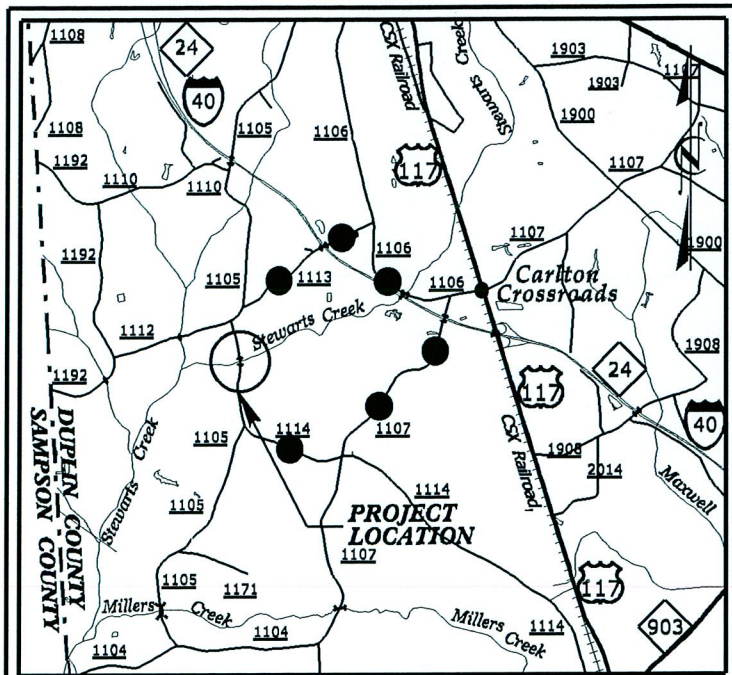 1108
24
40
1105
1106
CSX Railroad
Stewarts
Creek
1903
1903
1107
1900
1108
1192
1110
1110
117
1107
1900
1192
1105
1113
1106
1106
1107
Carlton
Crossroads
1112
Stewarts Creek
24
1908
1192
117
40
DUPLIN COUNTY
SAMPSON COUNTY
Stewarts
Creek
1105
1114
1107
CSX Railroad
1908
2014
Maxwell
1105
1114
PROJECT
LOCATION
1107
1105
1171
117
Millers
Creek
1104
Millers
Creek
1114
903
1104